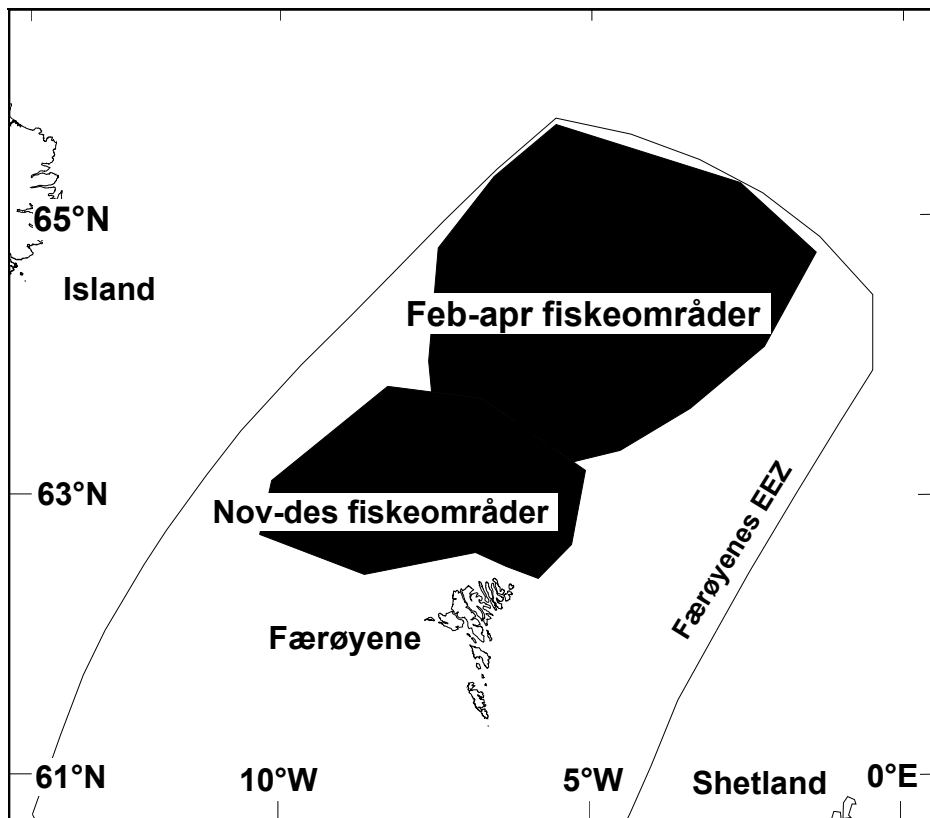 65°N
Island
Feb-apr fiskeområder
63°N
Nov-des fiskeområder
Færøyenes EEZ
Færøyene
61°N
10°W
5°W
Shetland
0°E